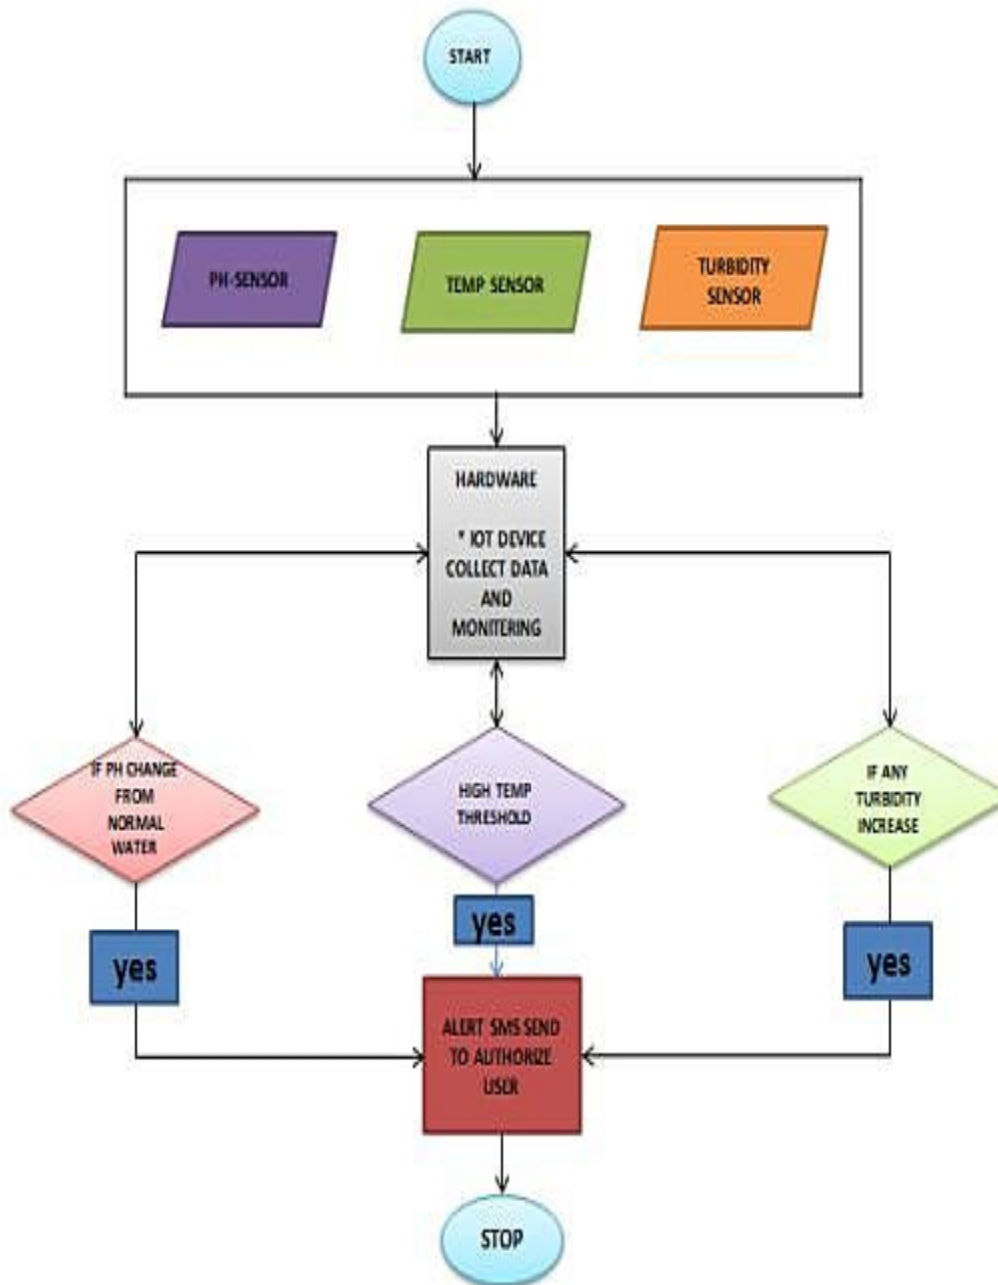 START
PH-SENSOR
TEMP SENSOR
TURBIDITY
SENSOR
HARDWARE
* IOT DEVICE
COLLECT DATA
AND
MONITERING
IF PH CHANGE
FROM
NORMAL
WATER
HIGH TEMP
THRESHOLD
IF ANY
TURBIDITY
INCREASE
yes
yes
yes
ALERT SMS SEND
TO AUTHORIZE
USER
STOP